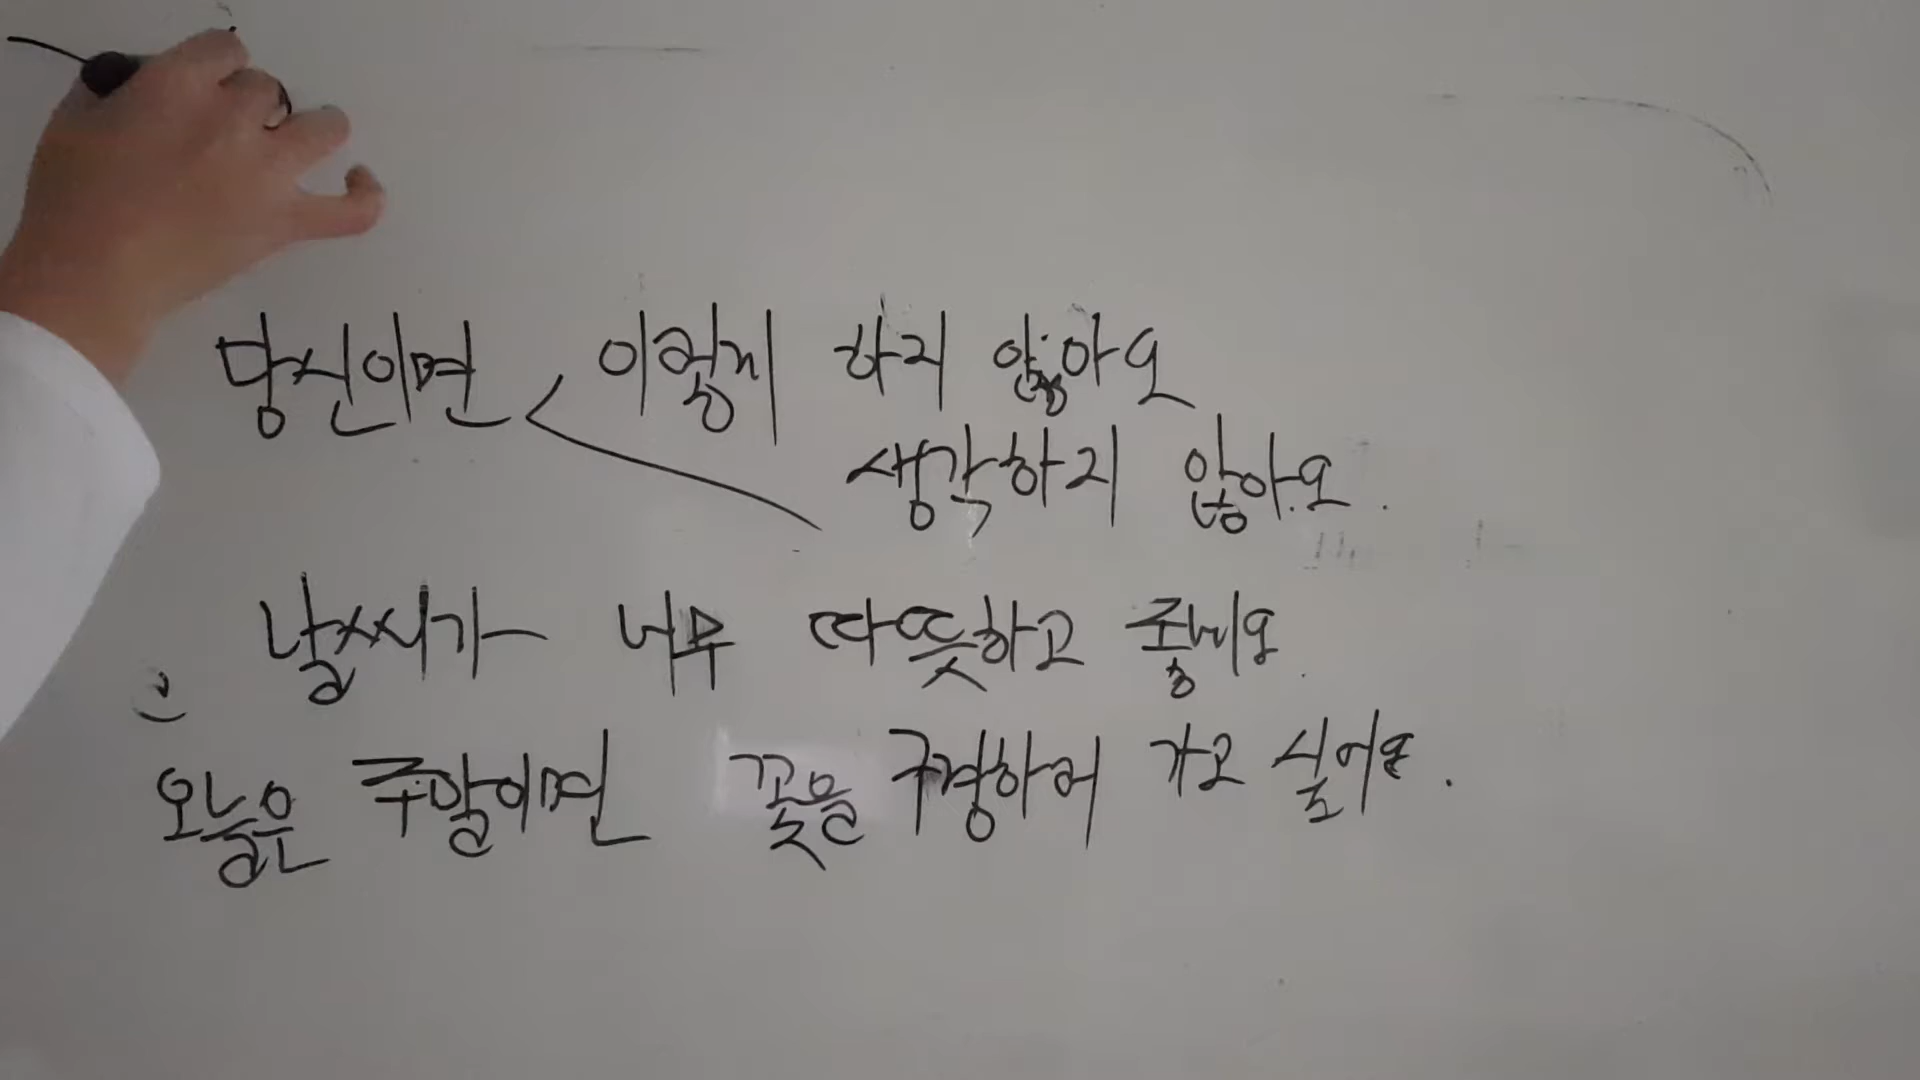 당신이면 이렇게 하지 않아요
생각하지 않아요.
날씨가 너무 따뜻하고 좋네요.
오늘은 주말이면 꽃을 구경하러 가고 싶어요.